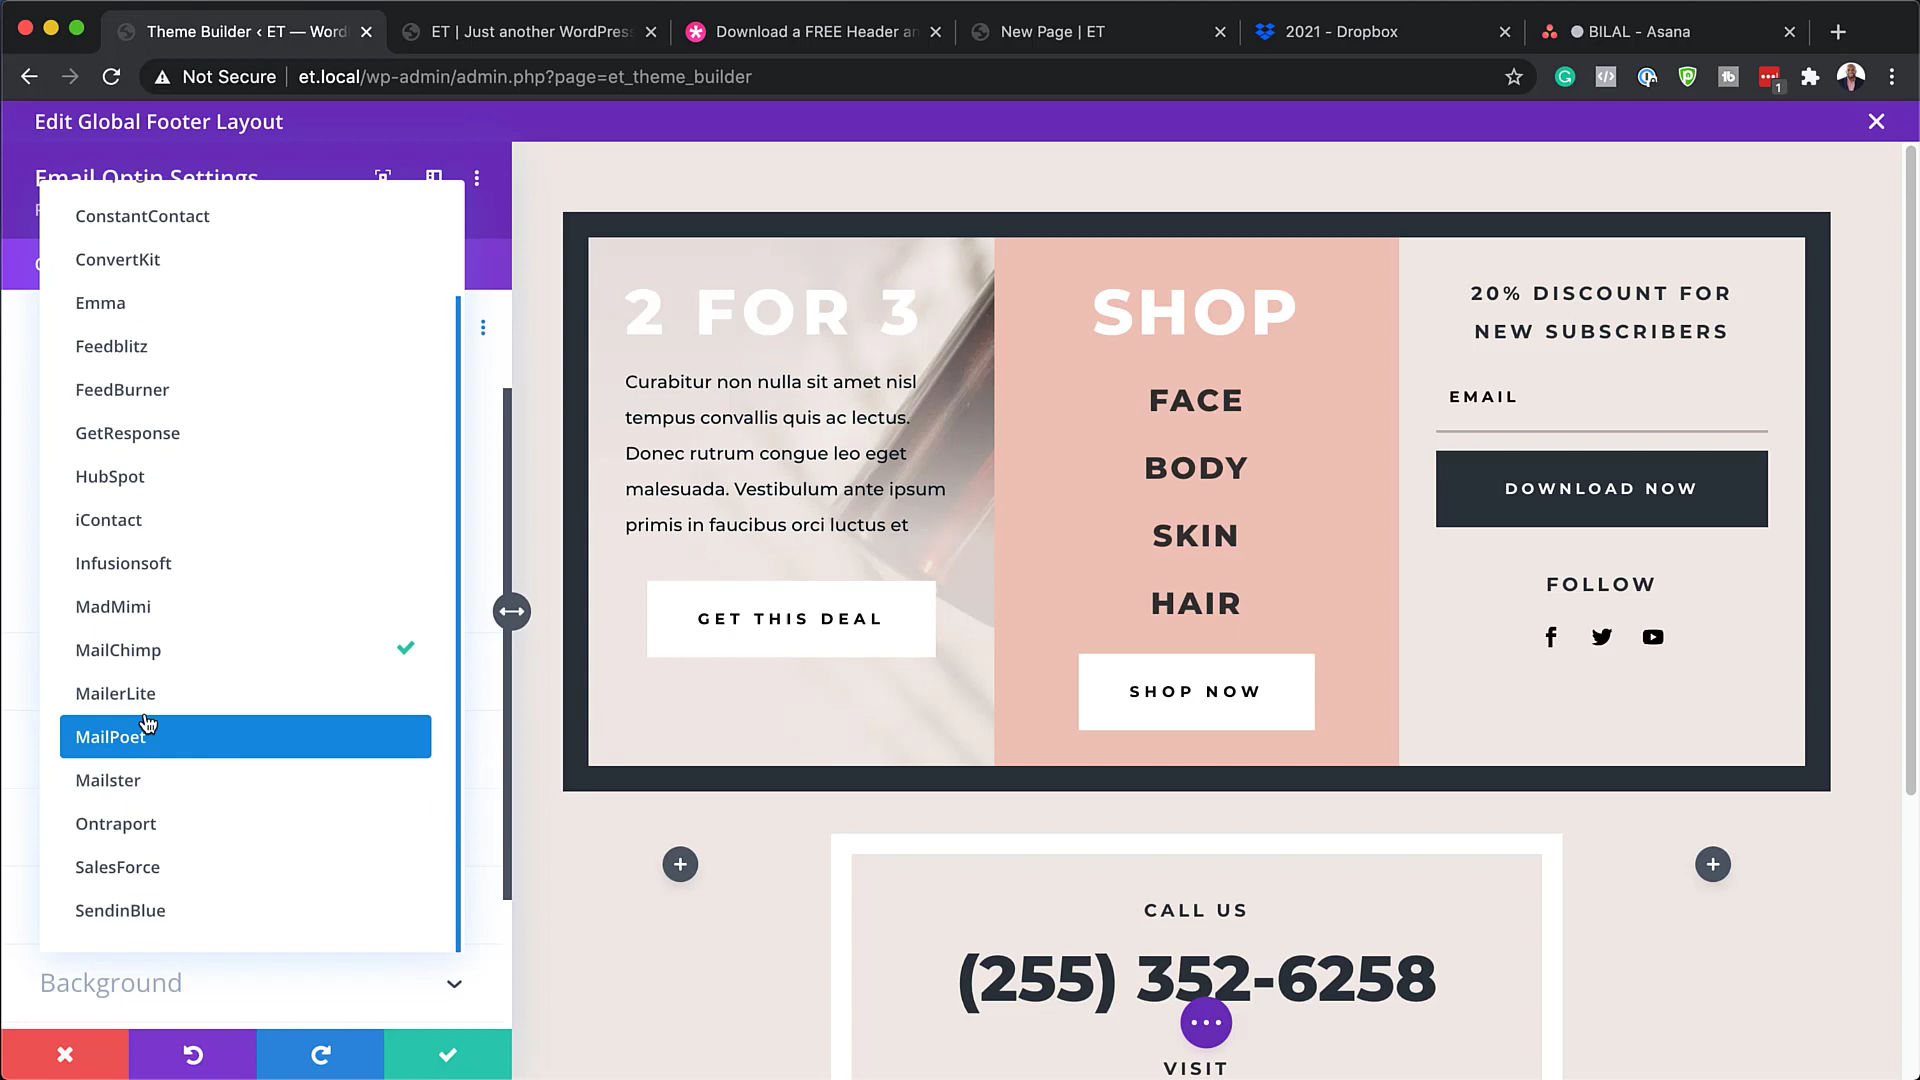 Theme Builder ‹ ET — Word
ET | Just another WordPress
Download a FREE Header an
New Page | ET
2021 - Dropbox
BILAL - Asana
Not Secure
et.local/wp-admin/admin.php?page=et_theme_builder
1
Edit Global Footer Layout
Email Optin Settings
ConstantContact
ConvertKit
Emma
Feedblitz
FeedBurner
GetResponse
HubSpot
iContact
Infusionsoft
MadMimi
MailChimp
MailerLite
MailPoet
Mailster
Ontraport
SalesForce
SendinBlue
Background
2 FOR 3
Curabitur non nulla sit amet nisl
tempus convallis quis ac lectus.
Donec rutrum congue leo eget
malesuada. Vestibulum ante ipsum
primis in faucibus orci luctus et
GET THIS DEAL
SHOP
FACE
BODY
SKIN
HAIR
SHOP NOW
20% DISCOUNT FOR
NEW SUBSCRIBERS
EMAIL
DOWNLOAD NOW
FOLLOW
CALL US
(255) 352-6258
VISIT